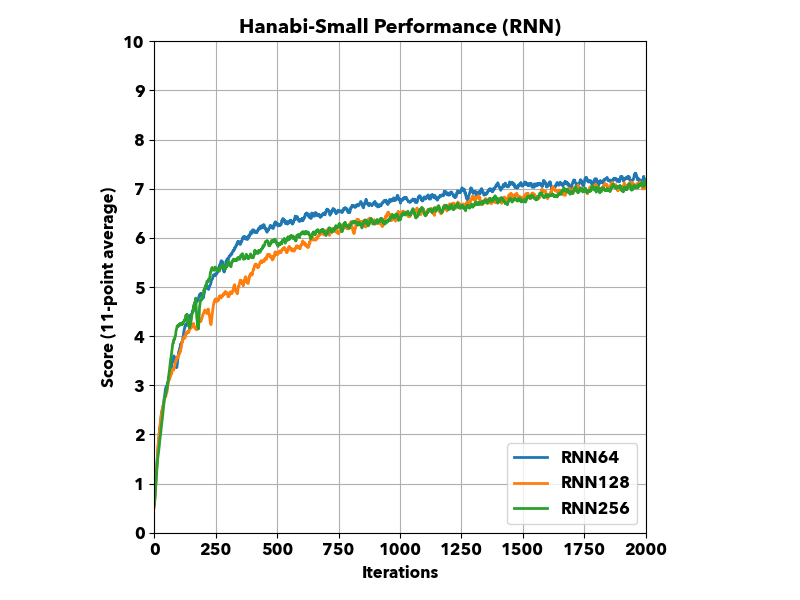 Hanabi-Small Performance (RNN)
10
9
8
7
6
5
4
3
2
1
0
Score (11-point average)
RNN64
RNN128
RNN256
0 250 500 750 1000 1250 1500 1750 2000
Iterations